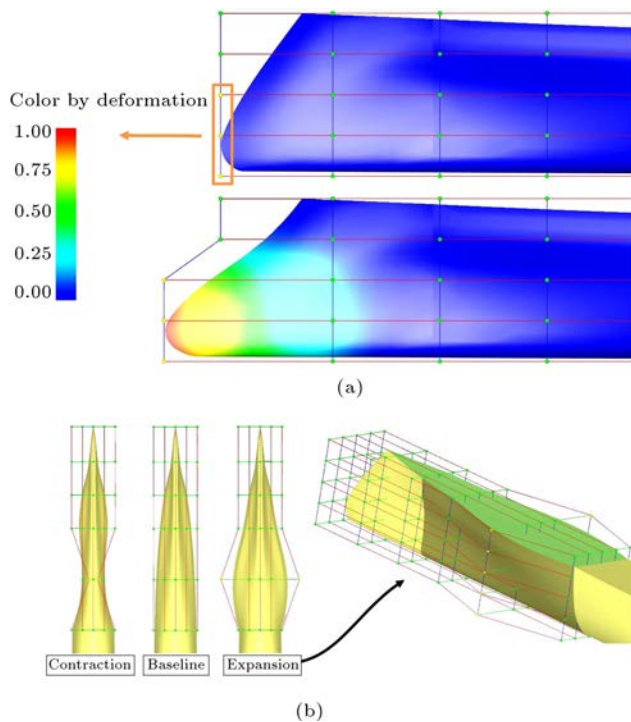 Color by deformation
1.00
0.75
0.50
0.25
0.00
(a)
Contraction
Baseline
Expansion
(b)